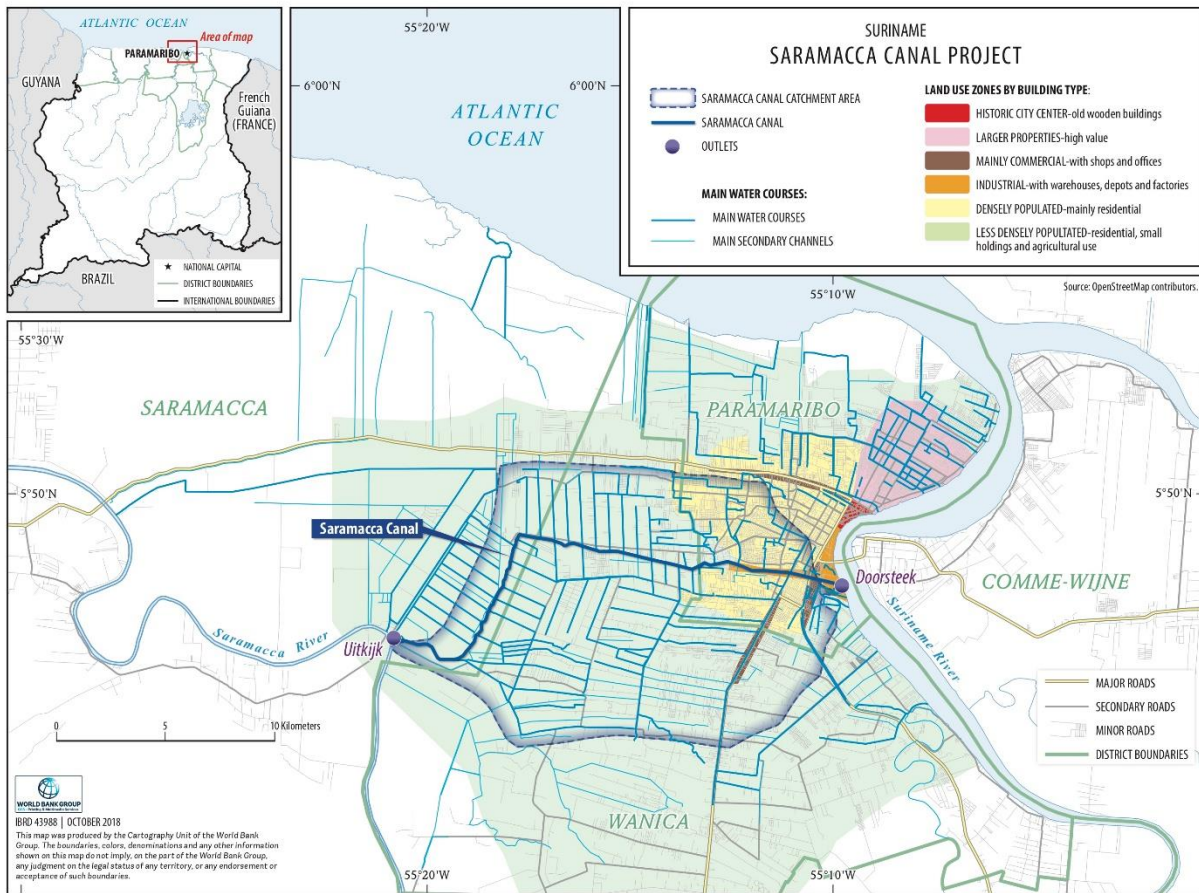 ATLANTIC OCEAN
Area of map
PARAMARIBO
GUYANA
French
Guiana
(FRANCE)
BRAZIL
NATIONAL CAPITAL
DISTRICT BOUNDARIES
INTERNATIONAL BOUNDARIES
55°20'W
6°00'N
6°00'N
ATLANTIC
OCEAN
SURINAME
SARAMACCA CANAL PROJECT
SARAMACCA CANAL CATCHMENT AREA
SARAMACCA CANAL
OUTLETS
MAIN WATER COURSES:
MAIN WATER COURSES
MAIN SECONDARY CHANNELS
LAND USE ZONES BY BUILDING TYPE:
HISTORIC CITY CENTER-old wooden buildings
LARGER PROPERTIES-high value
MAINLY COMMERCIAL-with shops and offices
INDUSTRIAL-with warehouses, depots and factories
DENSELY POPULATED-mainly residential
LESS DENSELY POPULTATED-residential, small
holdings and agricultural use
55°10'W
Source: OpenStreetMap contributors.
55°30'W
SARAMACCA
PARAMARIBO
5°50'N
5°50'N
Saramacca Canal
Doorsteek
COMME-WIJNE
Saramacca River
Uitkijk
Suriname River
0 5 10 Kilometers
WANICA
MAJOR ROADS
SECONDARY ROADS
MINOR ROADS
DISTRICT BOUNDARIES
WORLD BANK GROUP
IBRD 43988 | OCTOBER 2018
This map was produced by the Cartography Unit of the World Bank
Group. The boundaries, colors, denominations and any other information
shown on this map do not imply, on the part of the World Bank Group,
any judgment on the legal status of any territory, or any endorsement or
acceptance of such boundaries.
55°20'W
55°10'W